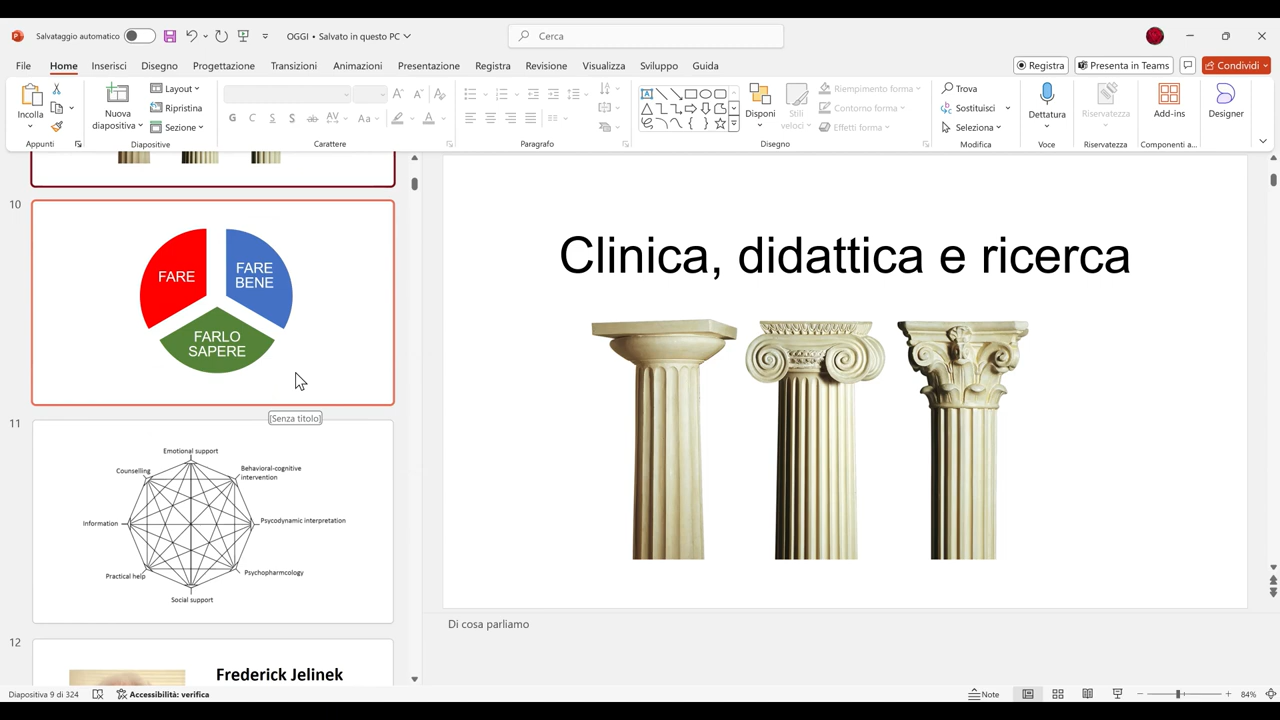 Salvataggio automatico
OGGI • Salvato in questo PC
Cerca
File Home Inserisci Disegno Progettazione Transizioni Animazioni Presentazione Registra Revisione Visualizza Sviluppo Guida
Registra
Presenta in Teams
Condividi
Incolla
Appunti
Nuova
diapositiva
Layout
Ripristina
Sezione
Diapositive
G C S S ab AV Aa A
Carattere
Paragrafo
Disponi
Stili
veloci
Riempimento forma
Contorno forma
Effetti forma
Disegno
Trova
Sostituisci
Seleziona
Modifica
Dettatura
Voce
Riservatezza
Riservatezza
Add-ins
Componenti a...
Designer
10
FARE
FARE
BENE
FARLO
SAPERE
[Senza titolo]
11
Emotional support
Counselling
Behavioral-cognitive
intervention
Information
Psycodynamic interpretation
Practical help
Psychopharmcology
Social support
12
Frederick Jelinek
Clinica, didattica e ricerca
Di cosa parliamo
Diapositiva 9 di 324
Accessibilità: verifica
Note
84%